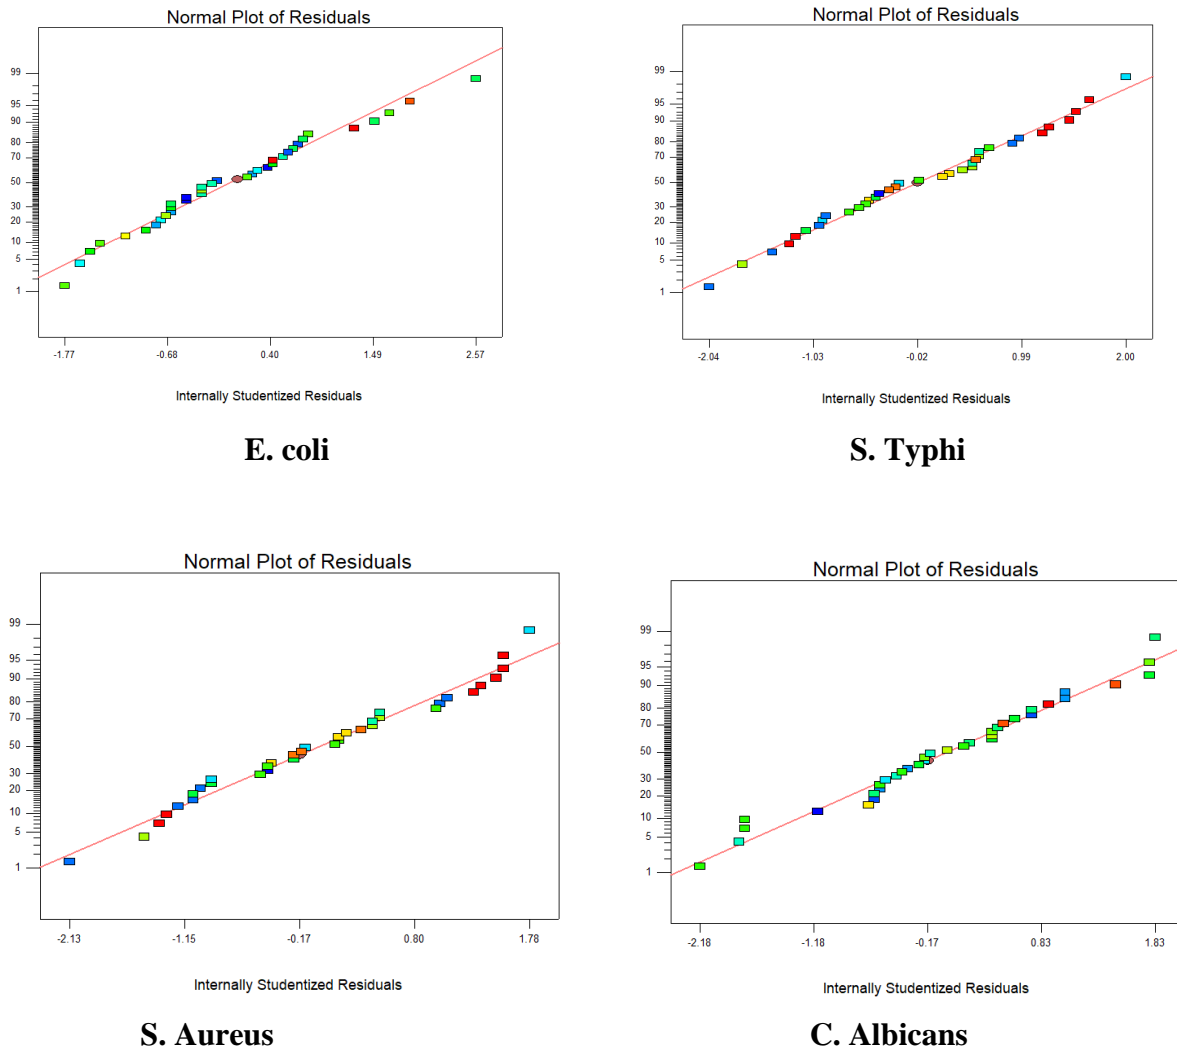 Normal Plot of Residuals
99
95
90
80
70
50
30
20
10
5
1
-1.77 -0.68 0.40 1.49 2.57
Internally Studentized Residuals
E. coli
Normal Plot of Residuals
99
95
90
80
70
50
30
20
10
5
1
-2.04 -1.03 -0.02 0.99 2.00
Internally Studentized Residuals
S. Typhi
Normal Plot of Residuals
99
95
90
80
70
50
30
20
10
5
1
-2.13 -1.15 -0.17 0.80 1.78
Internally Studentized Residuals
S. Aureus
Normal Plot of Residuals
99
95
90
80
70
50
30
20
10
5
1
-2.18 -1.18 -0.17 0.83 1.83
Internally Studentized Residuals
C. Albicans